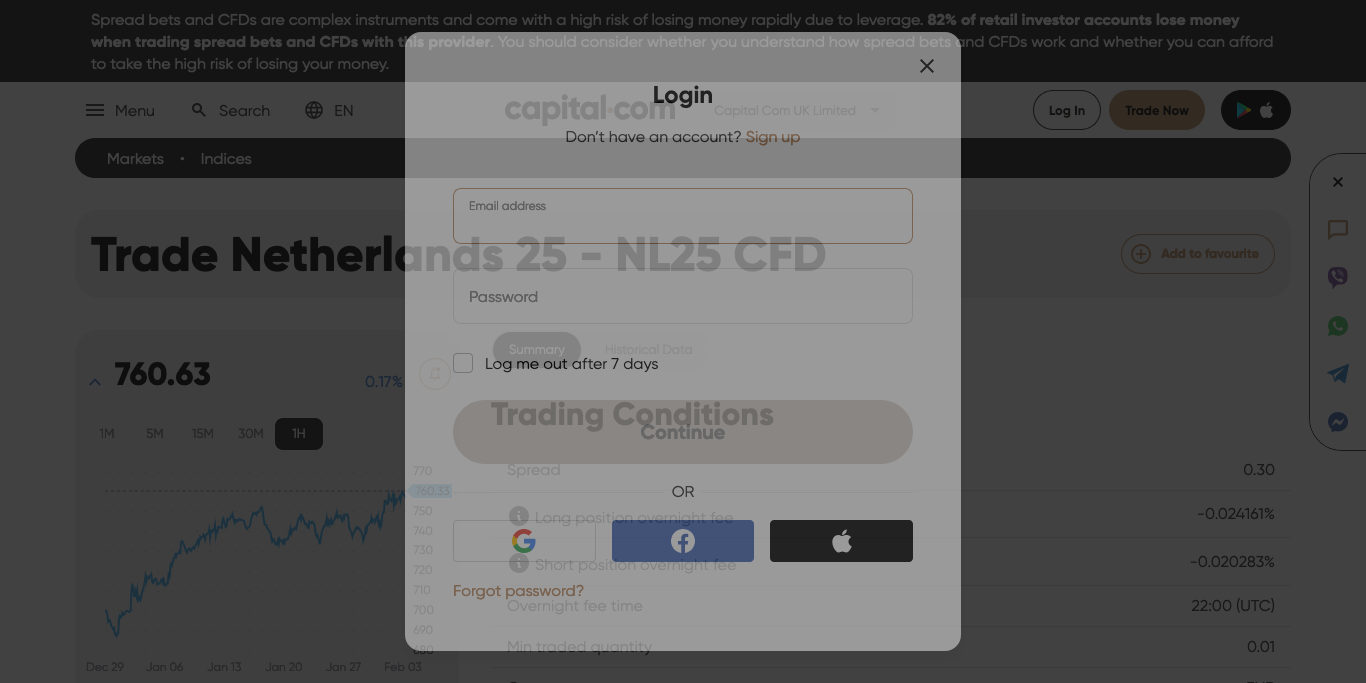 Spread bets and CFDs are complex instruments and come with a high risk of losing money rapidly due to leverage. 82% of retail investor accounts lose money
when trading spread bets and CFDs with this provider. You should consider whether you understand how spread bets and CFDs work and whether you can afford
to take the high risk of losing your money.
Menu
Search
EN
capital.com
Capital Com UK Limited
Log In
Trade Now
Markets • Indices
Login
Don't have an account? Sign up
Email address
Password
Log me out after 7 days
Continue
OR
Forgot password?
Trade Netherlands 25 - NL25 CFD
Add to favourite
760.63
0.17%
1M
5M
15M
30M
1H
770
760.33
750
740
730
720
710
700
690
680
Dec 29
Jan 06
Jan 13
Jan 20
Jan 27
Feb 03
Summary
Historical Data
Trading Conditions
Spread 0.30
Long position overnight fee -0.024161%
Short position overnight fee -0.020283%
Overnight fee time 22:00 (UTC)
Min traded quantity 0.01